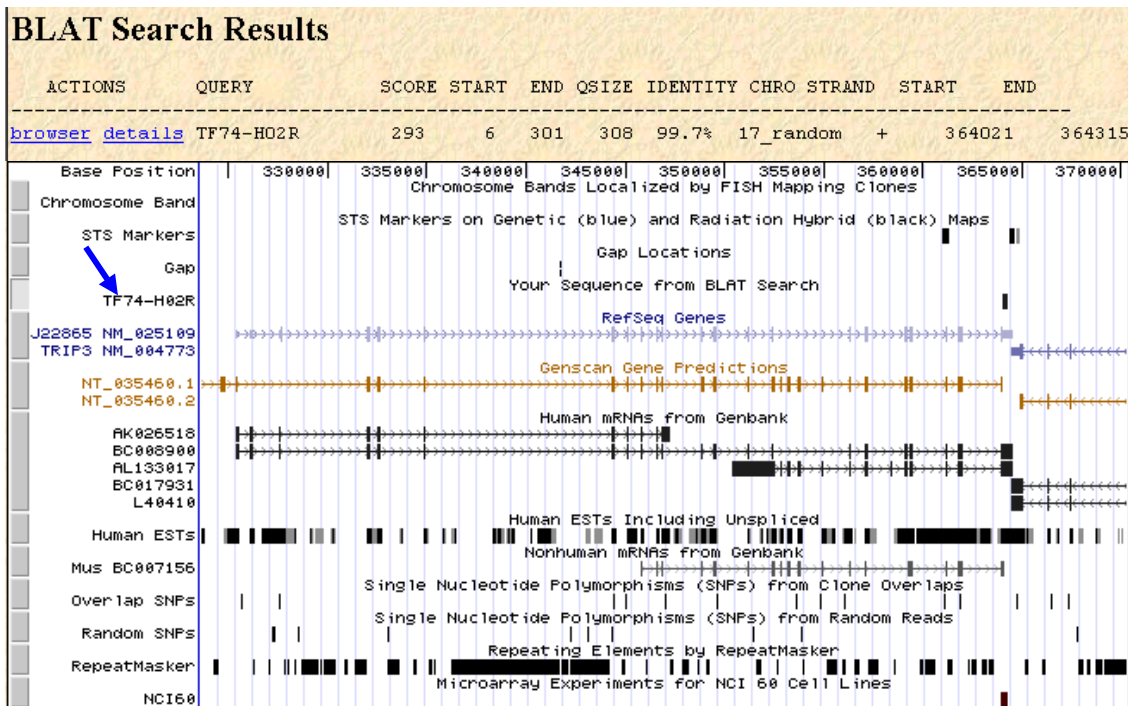 BLAT Search Results
ACTIONS QUERY SCORE START END QSIZE IDENTITY CHRO STRAND START END
---------------------------------------------------------------------------------------------------
browser details TF74-H02R 293 6 301 308 99.7% 17_random + 364021 364315
Base Position | 330000| 335000| 340000| 345000| 350000| 355000| 360000| 365000| 370000|
Chromosome Bands Localized by FISH Mapping Clones
Chromosome Band
STS Markers on Genetic (blue) and Radiation Hybrid (black) Maps
STS Markers
Gap Locations
Gap
Your Sequence from BLAT Search
TF74-H02R
RefSeq Genes
J22865 NM_025109
TRIP3 NM_004773
Genscan Gene Predictions
NT_035460.1
NT_035460.2
Human mRNAs from Genbank
AK026518
BC008900
AL133017
BC017931
L40410
Human ESTs Including Unspliced
Human ESTs
Nonhuman mRNAs from Genbank
Mus BC007156
Single Nucleotide Polymorphisms (SNPs) from Clone Overlaps
Overlap SNPs
Single Nucleotide Polymorphisms (SNPs) from Random Reads
Random SNPs
Repeating Elements by RepeatMasker
RepeatMasker
Microarray Experiments for NCI 60 Cell Lines
NCI60